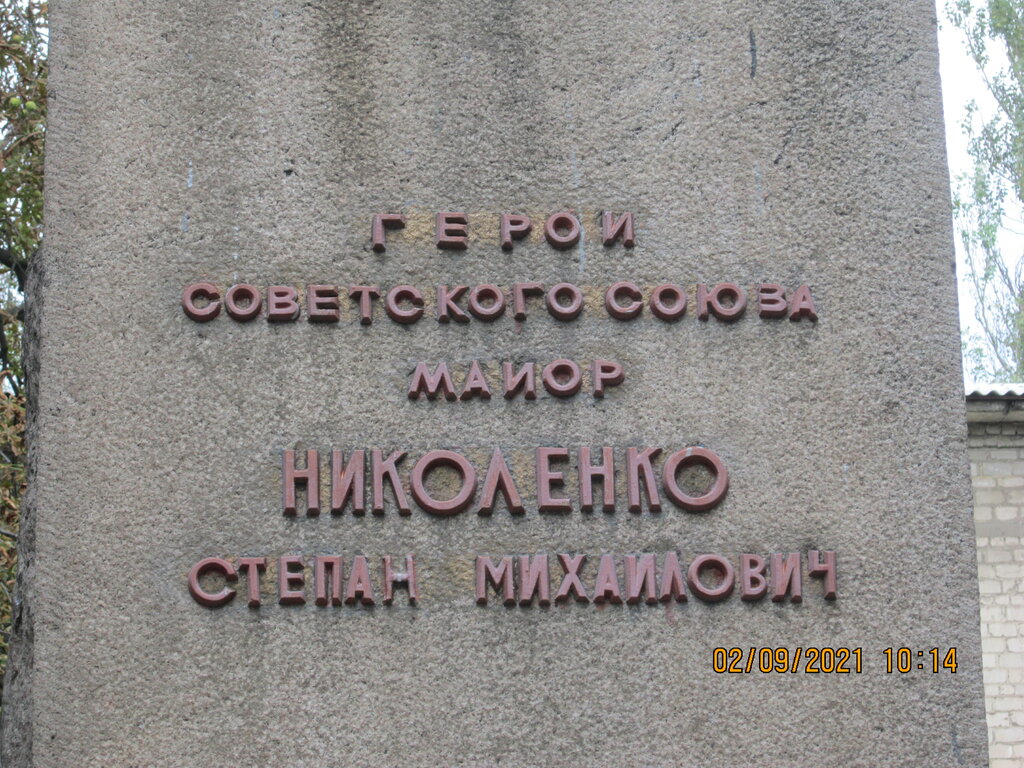 ГЕРОИ
СОВЕТСКОГО СОЮЗА
МАИОР
НИКОЛЕНКО
СТЕПАН МИХАИЛОВИЧ
02/09/2021 10:14